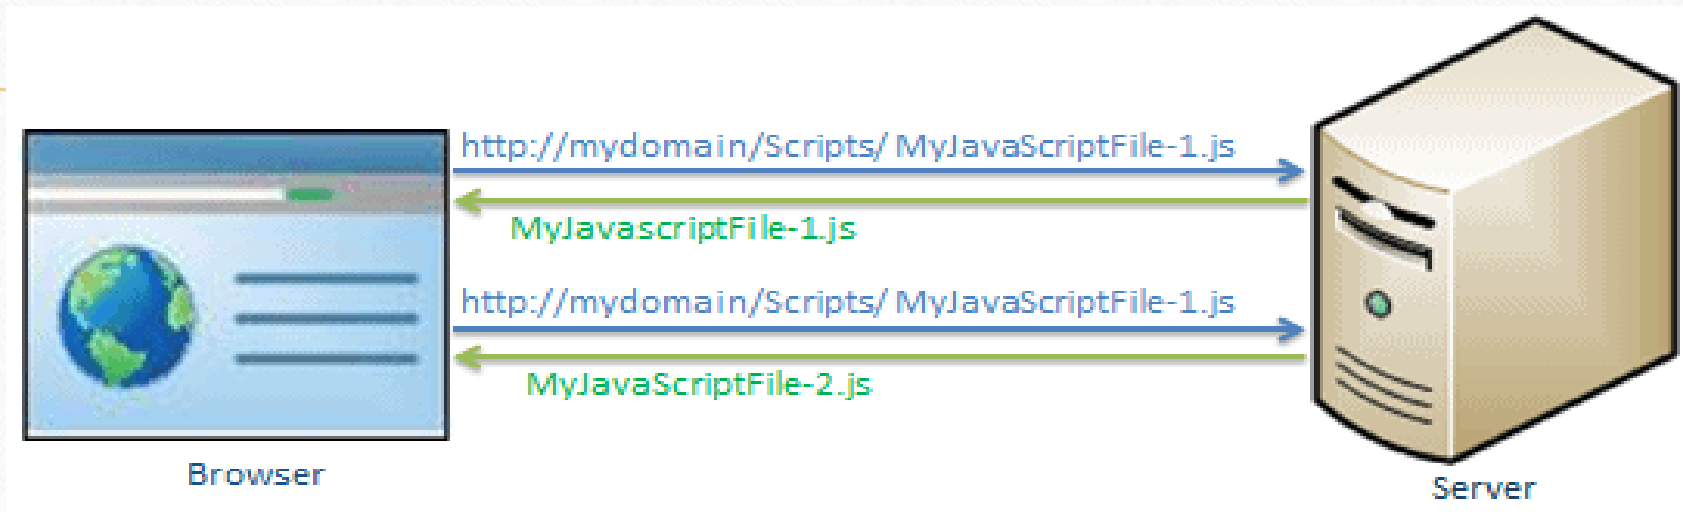 http://mydomain/Scripts/ MyJavaScriptFile-1.js
MyJavascriptFile-1.js
http://mydomain/Scripts/ MyJavaScriptFile-1.js
MyJavaScriptFile-2.js
Browser
Server